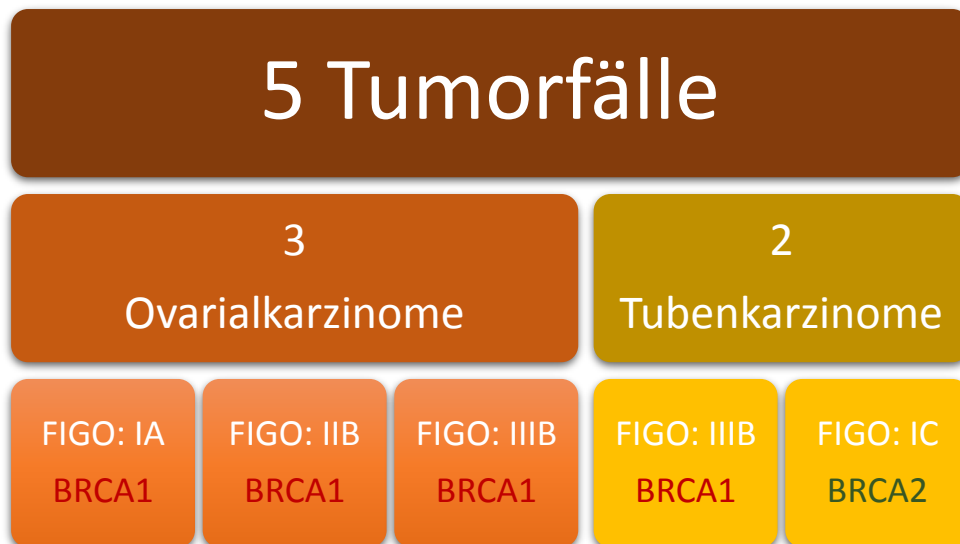 5 Tumorfälle
3
Ovarialkarzinome
2
Tubenkarzinome
FIGO: IA
BRCA1
FIGO: IIB
BRCA1
FIGO: IIIB
BRCA1
FIGO: IIIB
BRCA1
FIGO: IC
BRCA2